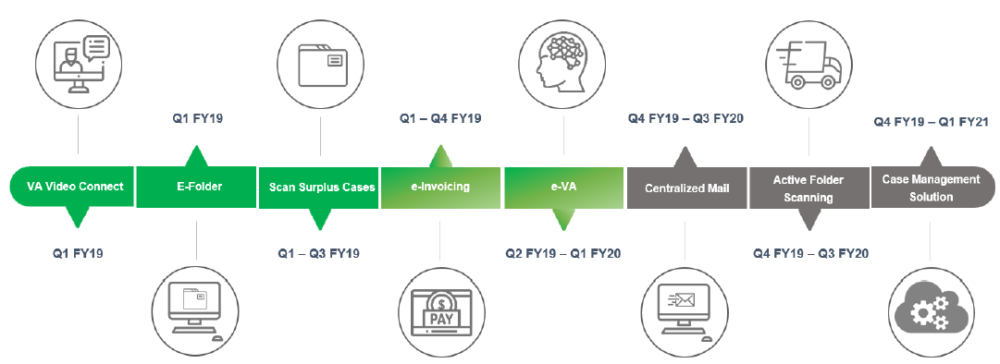 Q1 FY19
Q1 – Q4 FY19
Q4 FY19 – Q3 FY20
Q4 FY19 – Q1 FY21
VA Video Connect
E-Folder
Scan Surplus Cases
e-Invoicing
e-VA
Centralized Mail
Active Folder
Scanning
Case Management
Solution
Q1 FY19
Q1 – Q3 FY19
Q2 FY19 – Q1 FY20
Q4 FY19 – Q3 FY20
$
PAY